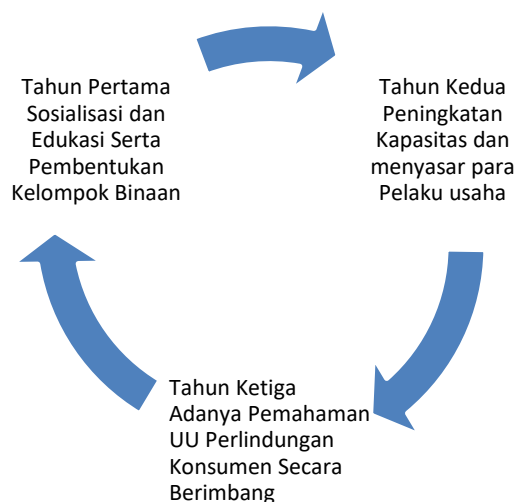 Tahun Pertama
Sosialisasi dan
Edukasi Serta
Pembentukan
Kelompok Binaan
Tahun Kedua
Peningkatan
Kapasitas dan
menyasar para
Pelaku usaha
Tahun Ketiga
Adanya Pemahaman
UU Perlindungan
Konsumen Secara
Berimbang